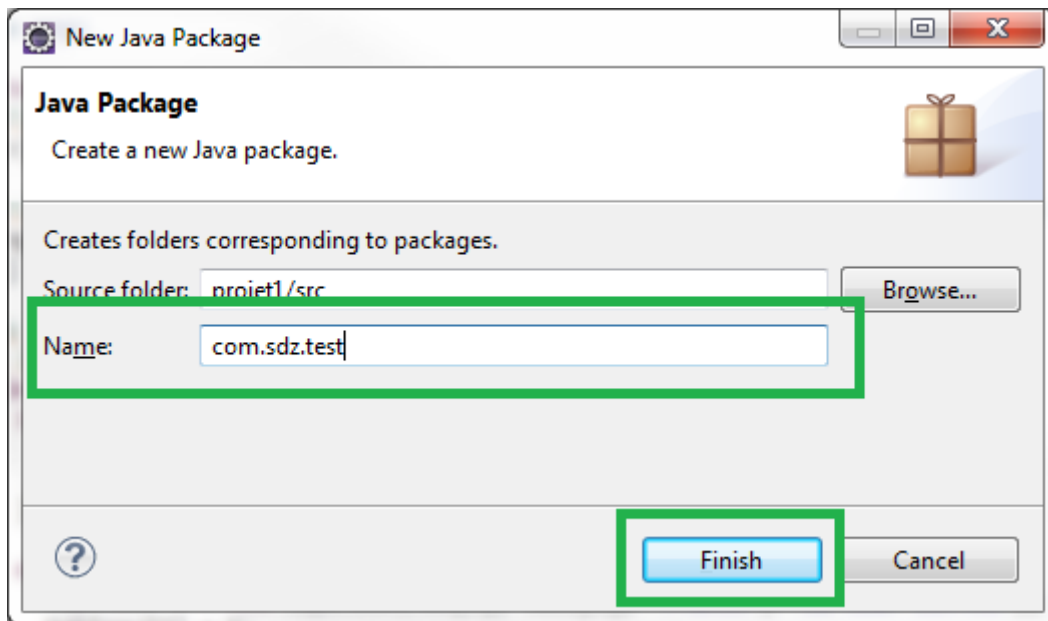 New Java Package
Java Package
Create a new Java package.
Creates folders corresponding to packages.
Source folder: projet1/src Browse...
Name: com.sdz.test
? Finish Cancel